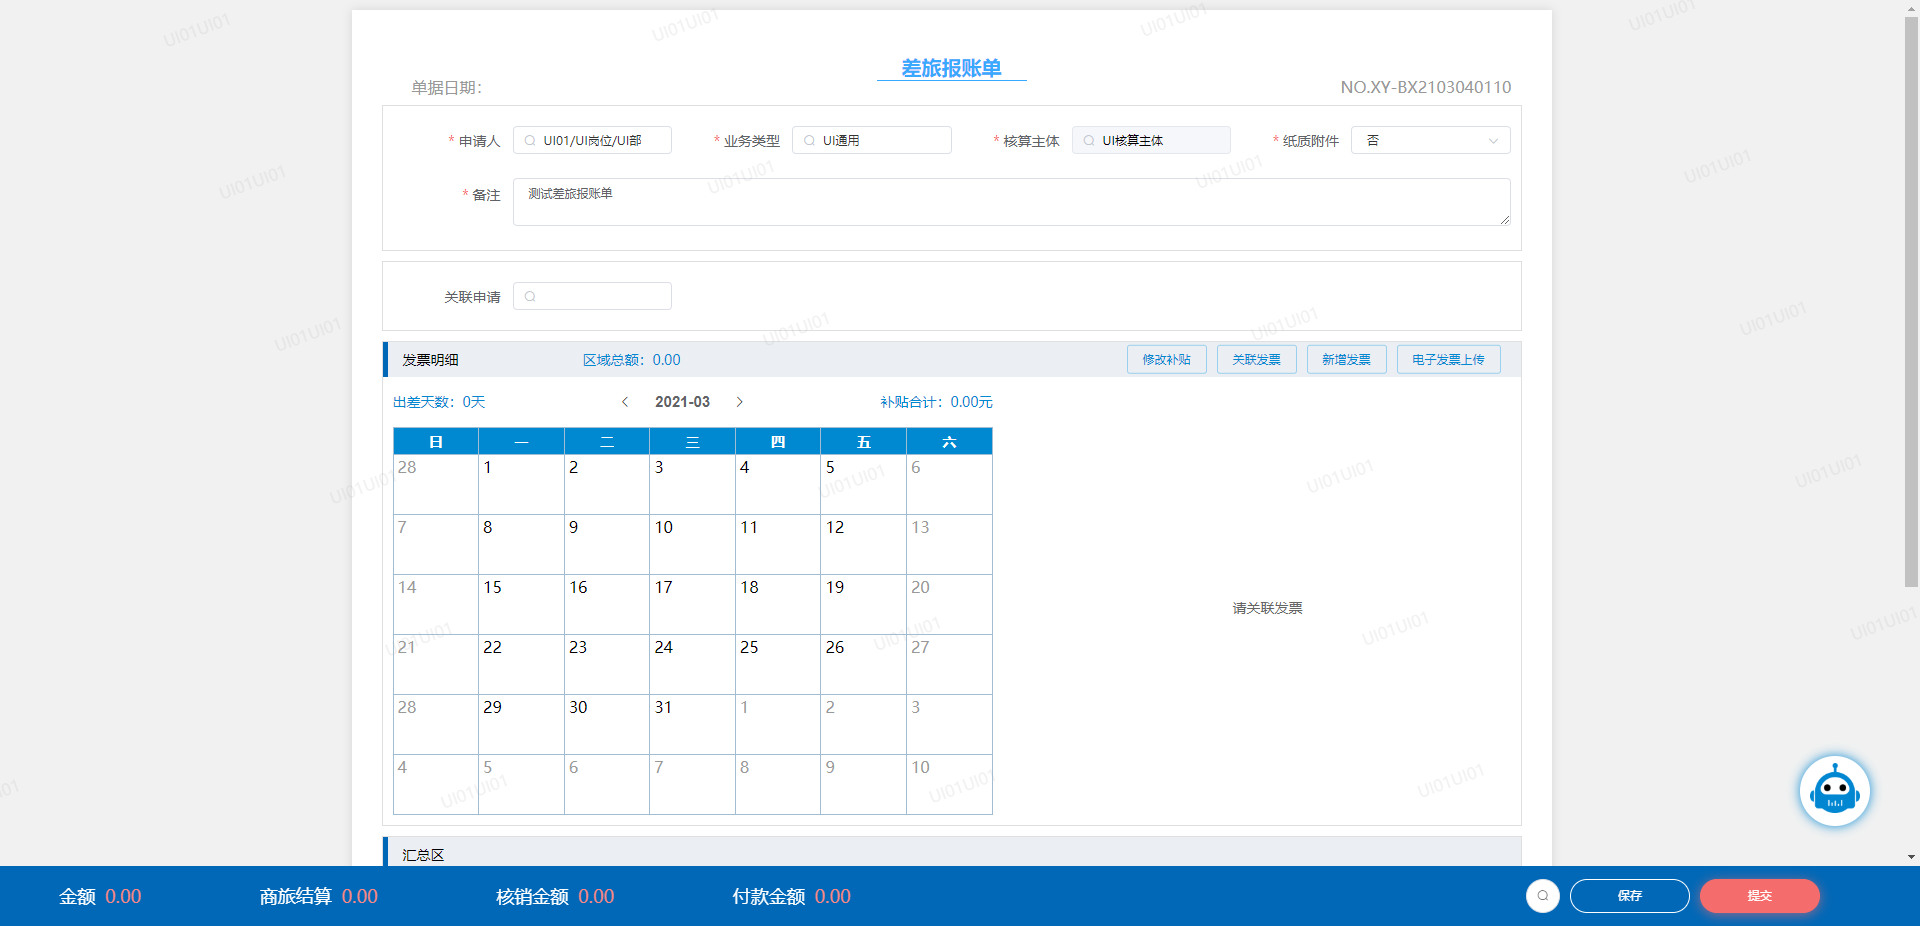 差旅报账单
单据日期：
NO.XY-BX2103040110
* 申请人 UI01/UI岗位/UI部 * 业务类型 UI通用 * 核算主体 UI核算主体 * 纸质附件 否
* 备注 测试差旅报账单
关联申请
发票明细 区域总额：0.00 修改补贴 关联发票 新增发票 电子发票上传
出差天数：0天 2021-03 补贴合计：0.00元
日 一 二 三 四 五 六
28 1 2 3 4 5 6
7 8 9 10 11 12 13
14 15 16 17 18 19 20
21 22 23 24 25 26 27
28 29 30 31 1 2 3
4 5 6 7 8 9 10
请关联发票
汇总区
金额 0.00 商旅结算 0.00 核销金额 0.00 付款金额 0.00 保存 提交
UI01UI01